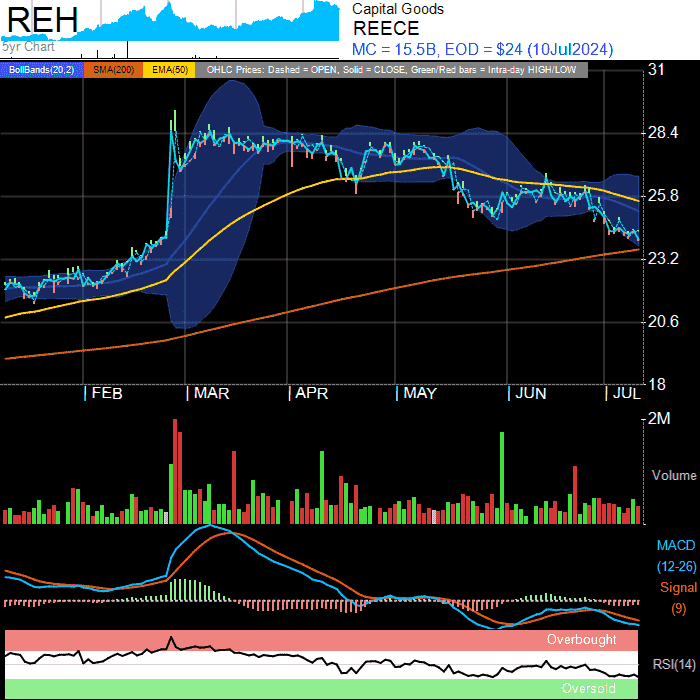 REH
5yr Chart
Capital Goods
REECE
MC = 15.5B, EOD = $24 (10Jul2024)
BollBands(20,2) SMA(200) EMA(50) OHLC Prices: Dashed = OPEN, Solid = CLOSE, Green/Red bars = Intra-day HIGH/LOW
31
28.4
25.8
23.2
20.6
18
FEB MAR APR MAY JUN JUL
2M
Volume
MACD
(12-26)
Signal
(9)
Overbought
RSI(14)
Oversold